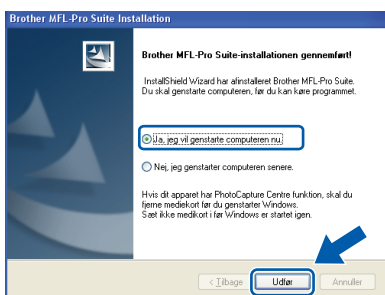 Brother MFL-Pro Suite Installation
Brother MFL-Pro Suite-installationen gennemført!
InstallShield Wizard har afinstalleret Brother MFL-Pro Suite.
Du skal genstarte computeren, før du kan køre programmet.
Ja, jeg vil genstarte computeren nu.
Nej, jeg genstarter computeren senere.
Hvis dit apparet har PhotoCapture Centre funktion, skal du
fjerne mediekort før du genstarter Windows.
Sæt ikke medikort i før Windows er startet igen.
< Tilbage Udfør Annuller